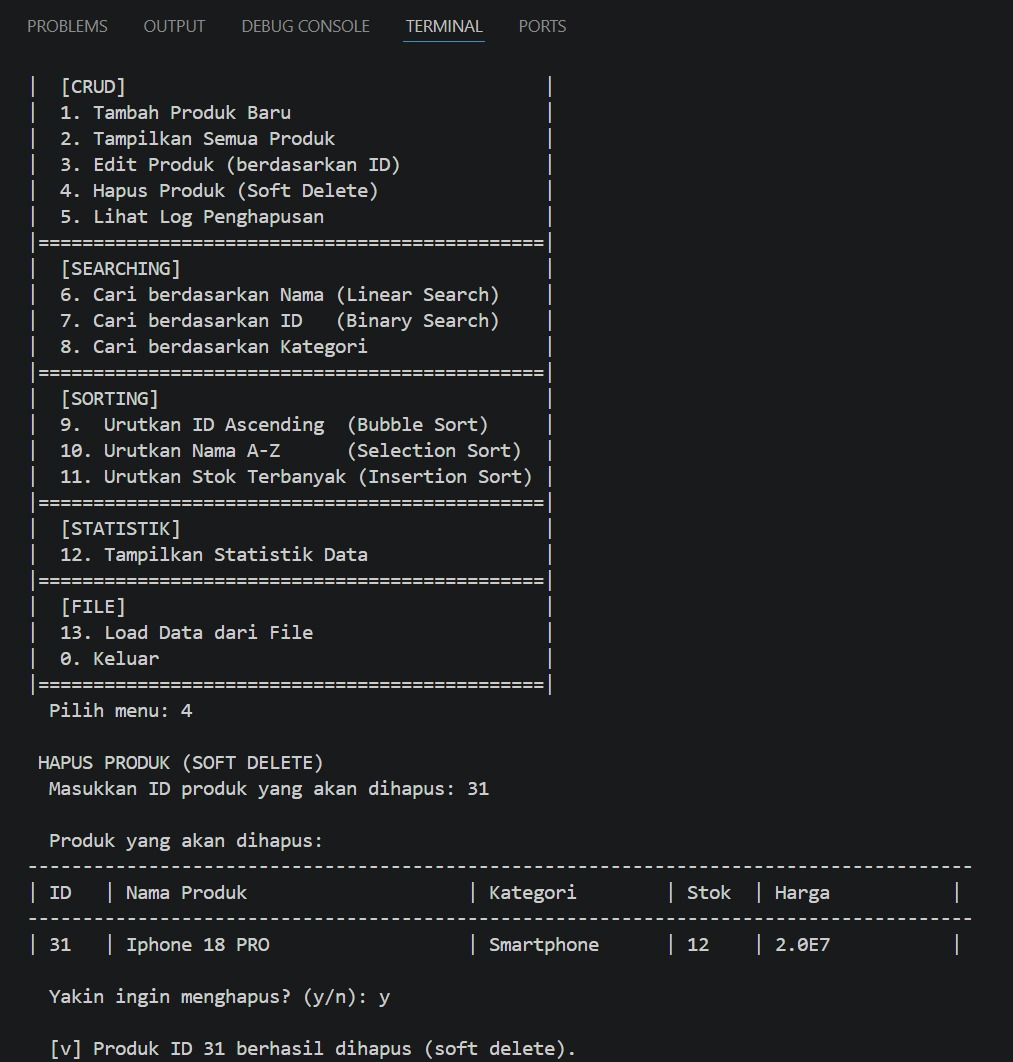 PROBLEMS OUTPUT DEBUG CONSOLE TERMINAL PORTS
|  [CRUD]                                      |
|  1. Tambah Produk Baru                       |
|  2. Tampilkan Semua Produk                   |
|  3. Edit Produk (berdasarkan ID)             |
|  4. Hapus Produk (Soft Delete)               |
|  5. Lihat Log Penghapusan                    |
|==============================================|
|  [SEARCHING]                                 |
|  6. Cari berdasarkan Nama (Linear Search)    |
|  7. Cari berdasarkan ID   (Binary Search)    |
|  8. Cari berdasarkan Kategori                |
|==============================================|
|  [SORTING]                                   |
|  9.  Urutkan ID Ascending  (Bubble Sort)     |
|  10. Urutkan Nama A-Z      (Selection Sort)  |
|  11. Urutkan Stok Terbanyak (Insertion Sort) |
|==============================================|
|  [STATISTIK]                                 |
|  12. Tampilkan Statistik Data                |
|==============================================|
|  [FILE]                                      |
|  13. Load Data dari File                     |
|  0. Keluar                                   |
|==============================================|
  Pilih menu: 4
 HAPUS PRODUK (SOFT DELETE)
  Masukkan ID produk yang akan dihapus: 31
  Produk yang akan dihapus:
--------------------------------------------------------------------------------------
| ID   | Nama Produk                    | Kategori        | Stok  | Harga           |
--------------------------------------------------------------------------------------
| 31   | Iphone 18 PRO                  | Smartphone      | 12    | 2.0E7           |
  Yakin ingin menghapus? (y/n): y
  [v] Produk ID 31 berhasil dihapus (soft delete).